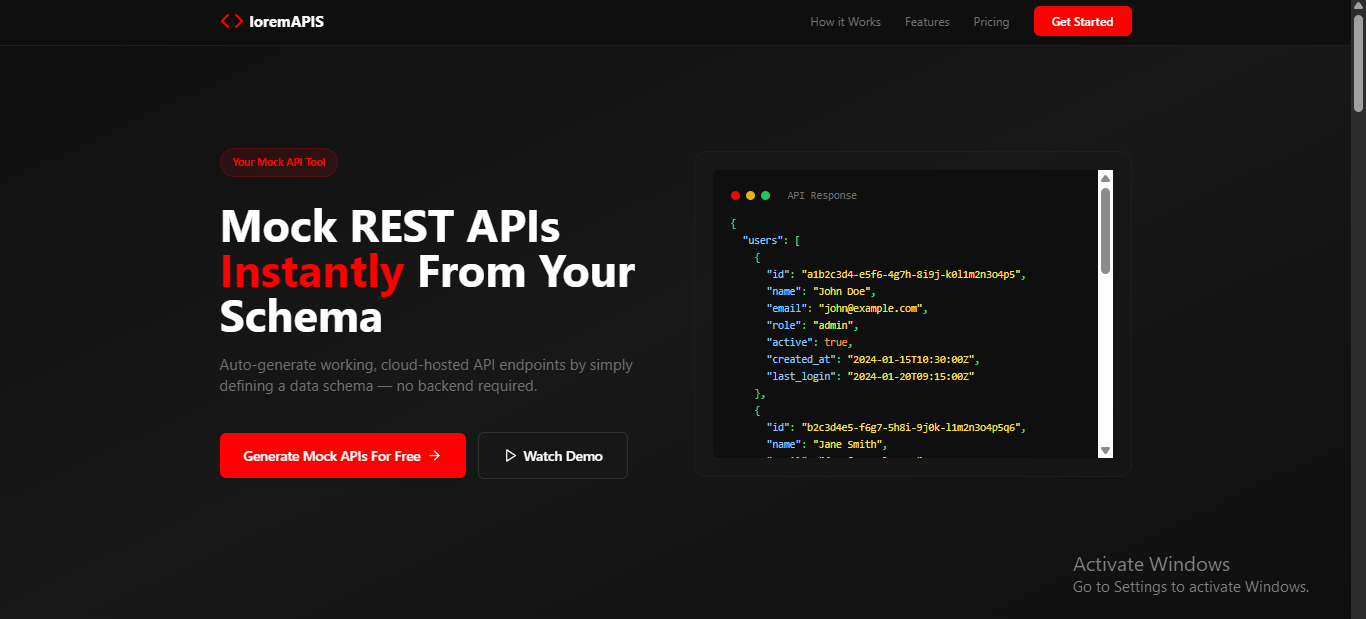 loremAPIS
How it Works
Features
Pricing
Get Started
Your Mock API Tool
Mock REST APIs
Instantly From Your
Schema
Auto-generate working, cloud-hosted API endpoints by simply
defining a data schema — no backend required.
Generate Mock APIs For Free →
Watch Demo
API Response
{
"users": [
{
"id": "a1b2c3d4-e5f6-4g7h-8i9j-k0l1m2n3o4p5",
"name": "John Doe",
"email": "john@example.com",
"role": "admin",
"active": true,
"created_at": "2024-01-15T10:30:00Z",
"last_login": "2024-01-20T09:15:00Z"
},
{
"id": "b2c3d4e5-f6g7-5h8i-9j0k-l1m2n3o4p5q6",
"name": "Jane Smith",
Activate Windows
Go to Settings to activate Windows.